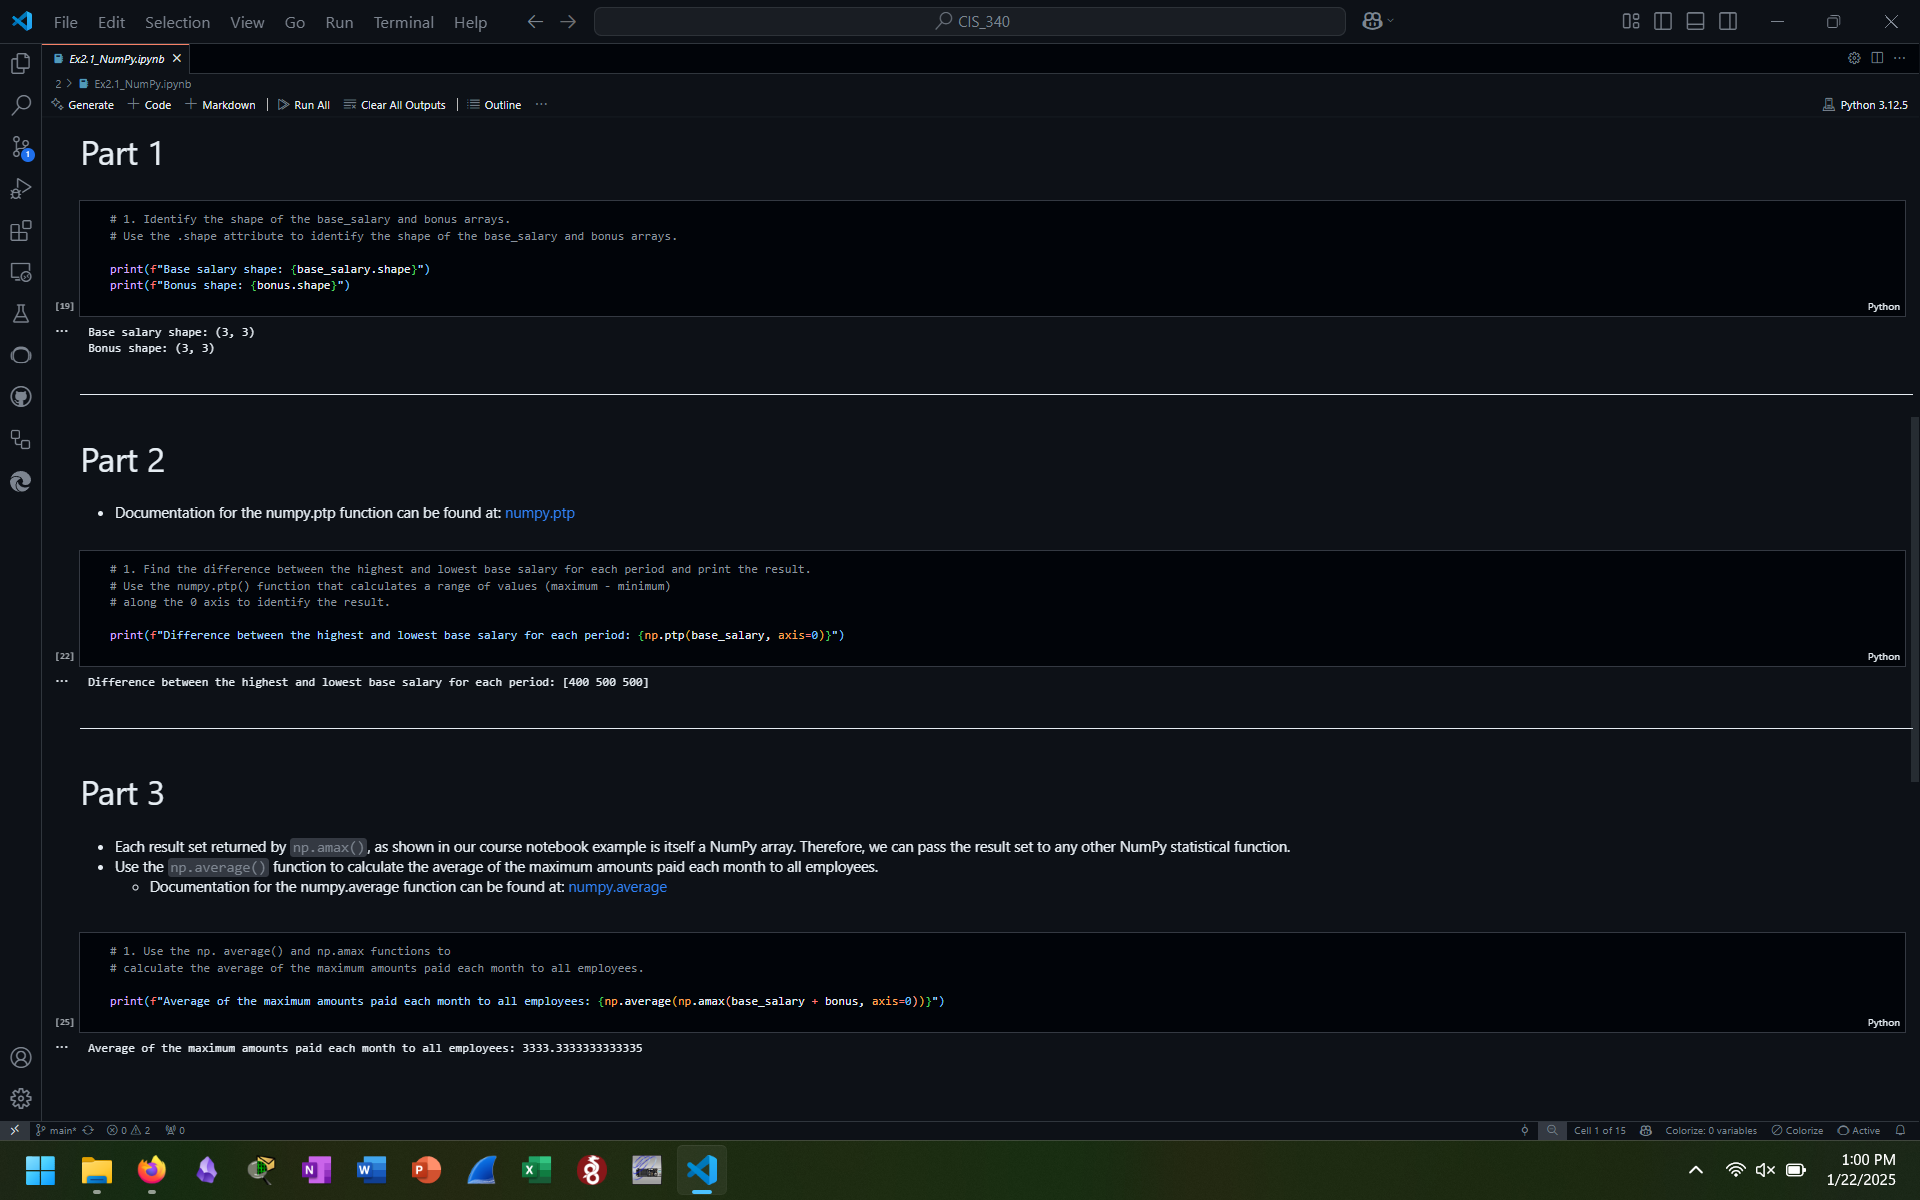 File Edit Selection View Go Run Terminal Help CIS_340
Ex2.1_NumPy.ipynb
2 > Ex2.1_NumPy.ipynb
Generate + Code + Markdown | Run All Clear All Outputs | Outline ... Python 3.12.5
Part 1
# 1. Identify the shape of the base_salary and bonus arrays.
# Use the .shape attribute to identify the shape of the base_salary and bonus arrays.
print(f"Base salary shape: {base_salary.shape}")
print(f"Bonus shape: {bonus.shape}")
[19] Python
Base salary shape: (3, 3)
Bonus shape: (3, 3)
Part 2
• Documentation for the numpy.ptp function can be found at: numpy.ptp
# 1. Find the difference between the highest and lowest base salary for each period and print the result.
# Use the numpy.ptp() function that calculates a range of values (maximum - minimum)
# along the 0 axis to identify the result.
print(f"Difference between the highest and lowest base salary for each period: {np.ptp(base_salary, axis=0)}")
[22] Python
Difference between the highest and lowest base salary for each period: [400 500 500]
Part 3
• Each result set returned by np.amax(), as shown in our course notebook example is itself a NumPy array. Therefore, we can pass the result set to any other NumPy statistical function.
• Use the np.average() function to calculate the average of the maximum amounts paid each month to all employees.
◦ Documentation for the numpy.average function can be found at: numpy.average
# 1. Use the np. average() and np.amax functions to
# calculate the average of the maximum amounts paid each month to all employees.
print(f"Average of the maximum amounts paid each month to all employees: {np.average(np.amax(base_salary + bonus, axis=0))}")
[25] Python
Average of the maximum amounts paid each month to all employees: 3333.3333333333335
main* 0 2 0 Cell 1 of 15 Colorize: 0 variables Colorize Active
1:00 PM
1/22/2025